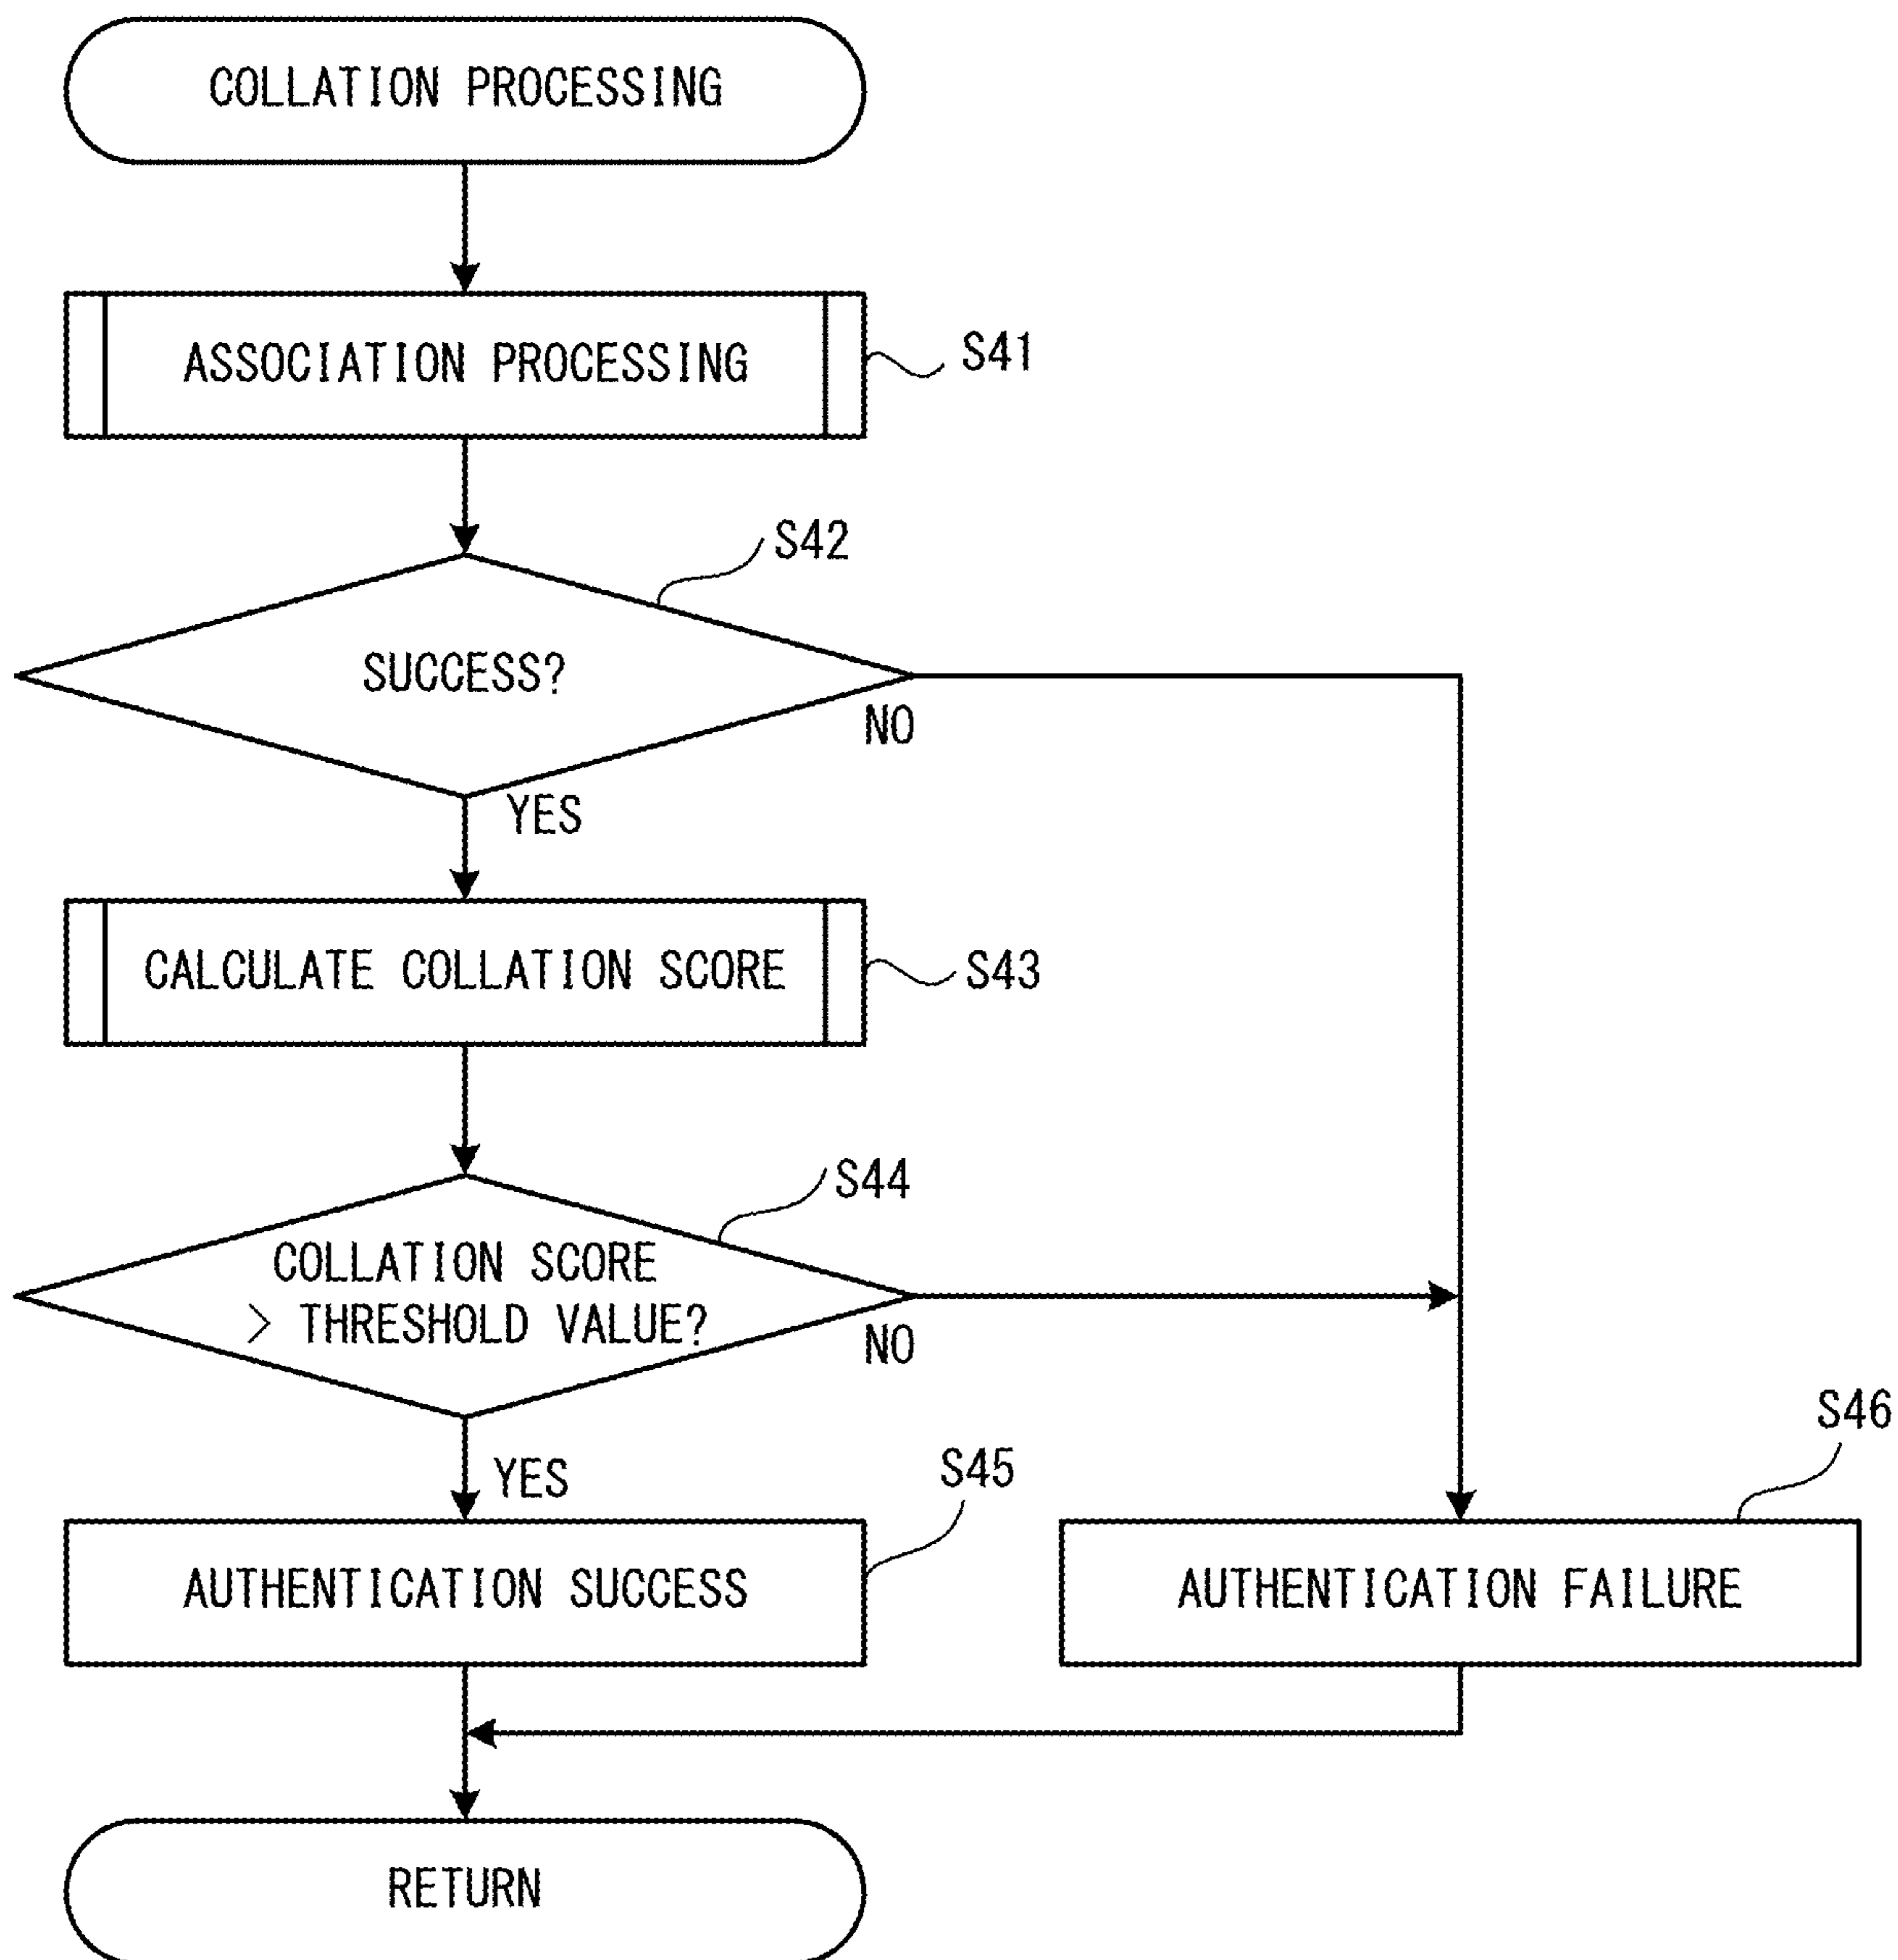 COLLATION PROCESSING
ASSOCIATION PROCESSING
S41
S42
SUCCESS?
NO
YES
CALCULATE COLLATION SCORE
S43
S44
COLLATION SCORE
> THRESHOLD VALUE?
NO
YES
S45
S46
AUTHENTICATION SUCCESS
AUTHENTICATION FAILURE
RETURN